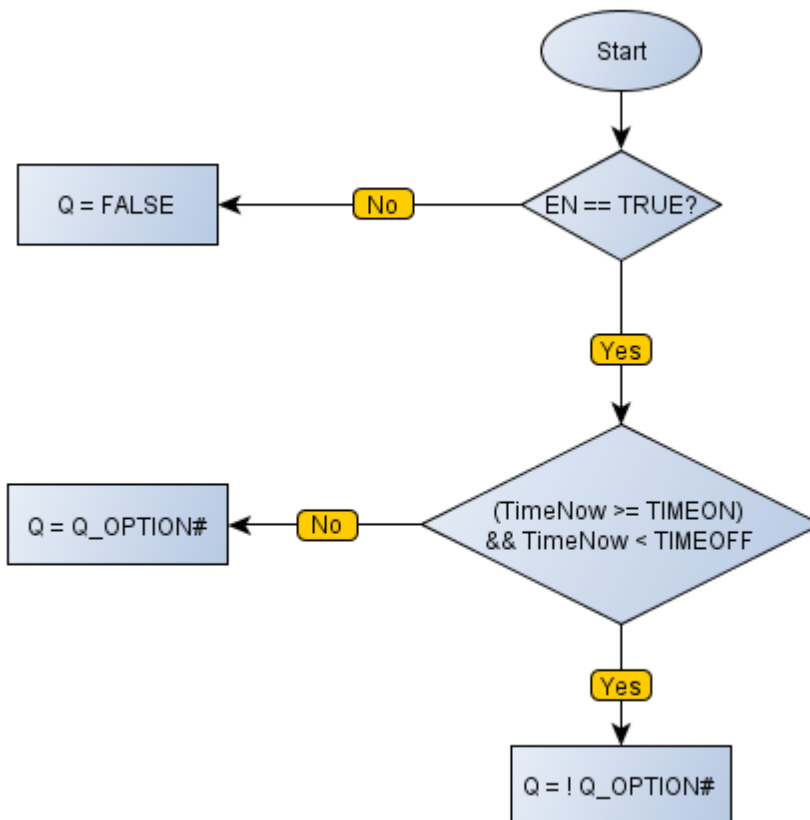 Start
EN == TRUE?
No
Q = FALSE
Yes
(TimeNow >= TIMEON)
&& TimeNow < TIMEOFF
No
Q = Q_OPTION#
Yes
Q = ! Q_OPTION#